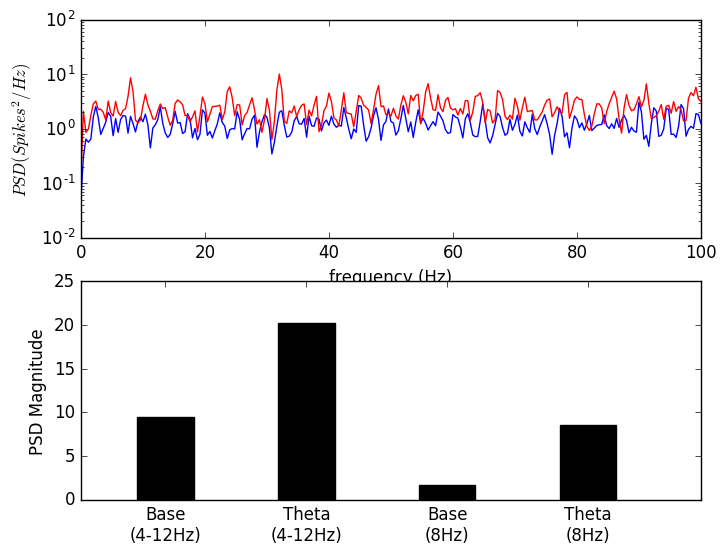 10^2
10^1
10^0
10^-1
10^-2
PSD(Spikes^2/Hz)
0 20 40 60 80 100
frequency (Hz)
25
20
15
10
5
0
PSD Magnitude
Base Theta Base Theta
(4-12Hz) (4-12Hz) (8Hz) (8Hz)